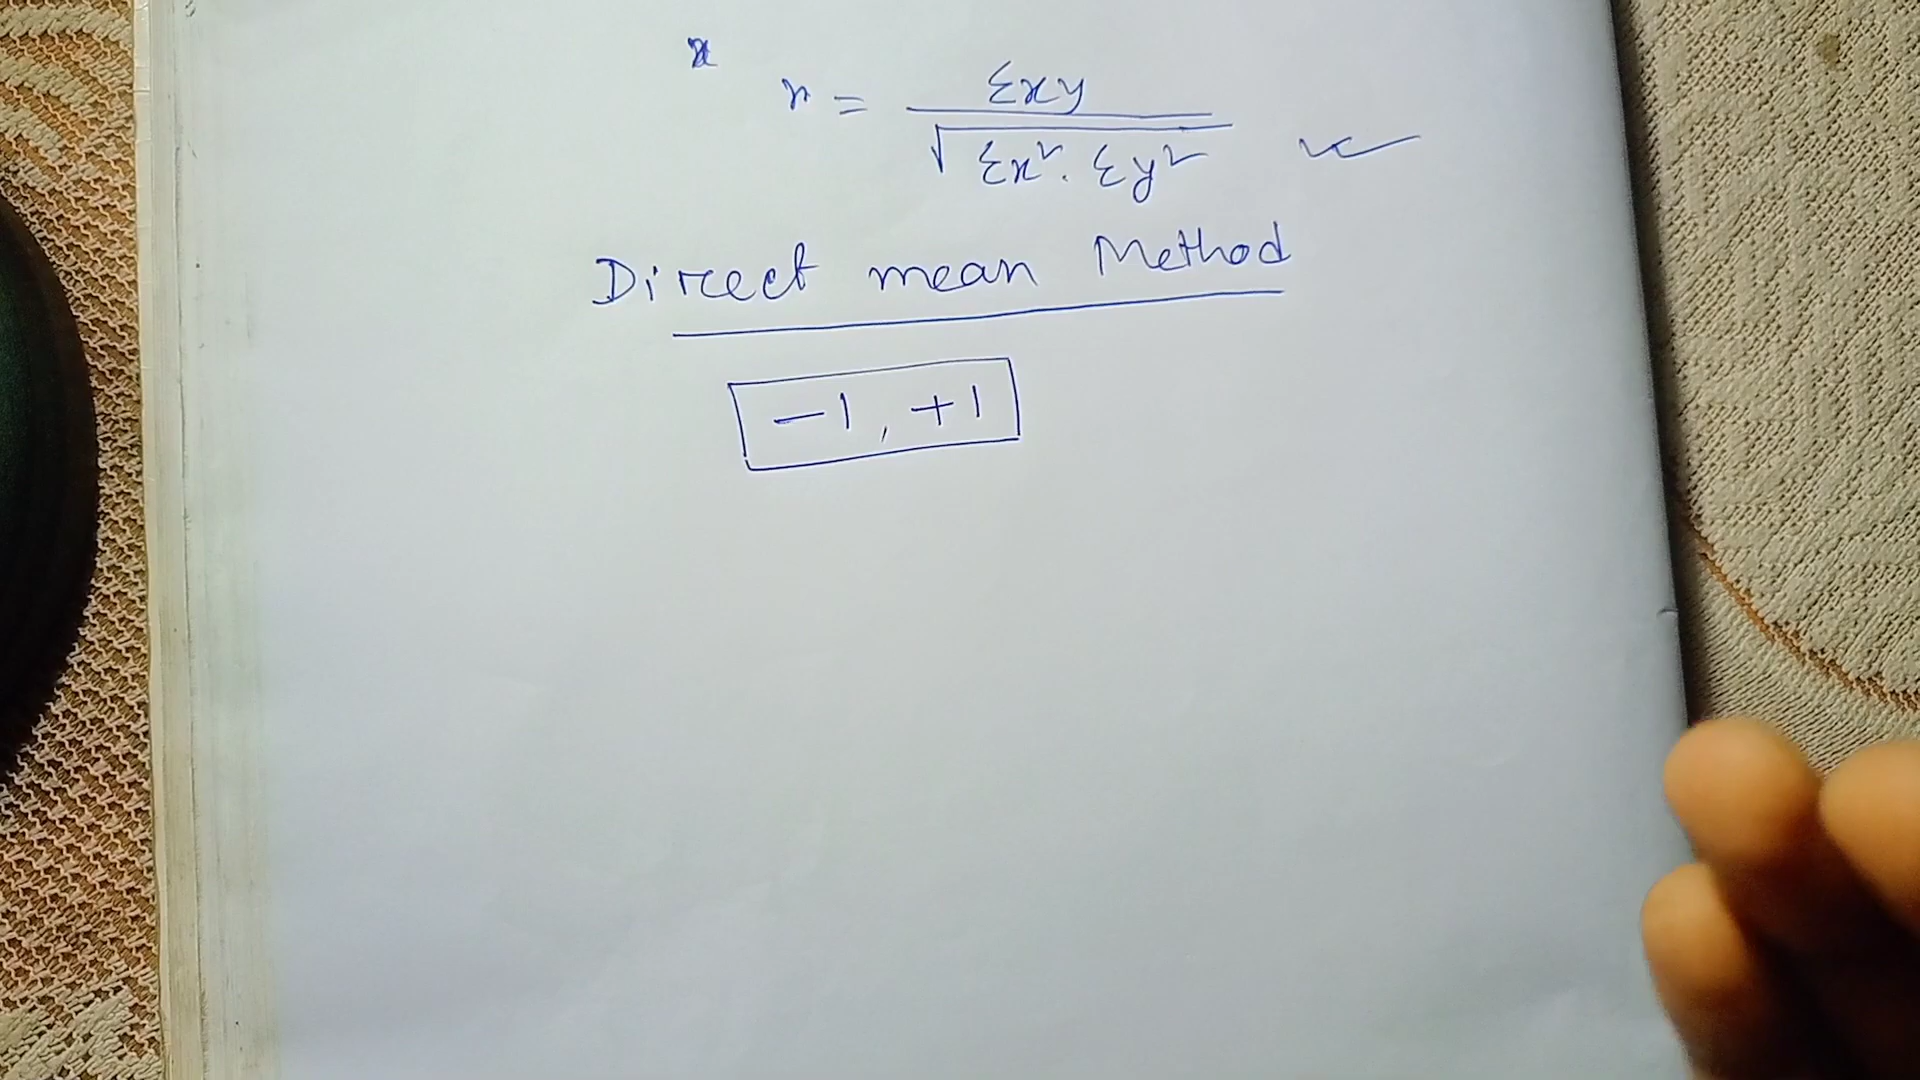 x
r = Σxy / √Σx². Σy²
Direct mean Method
-1, +1